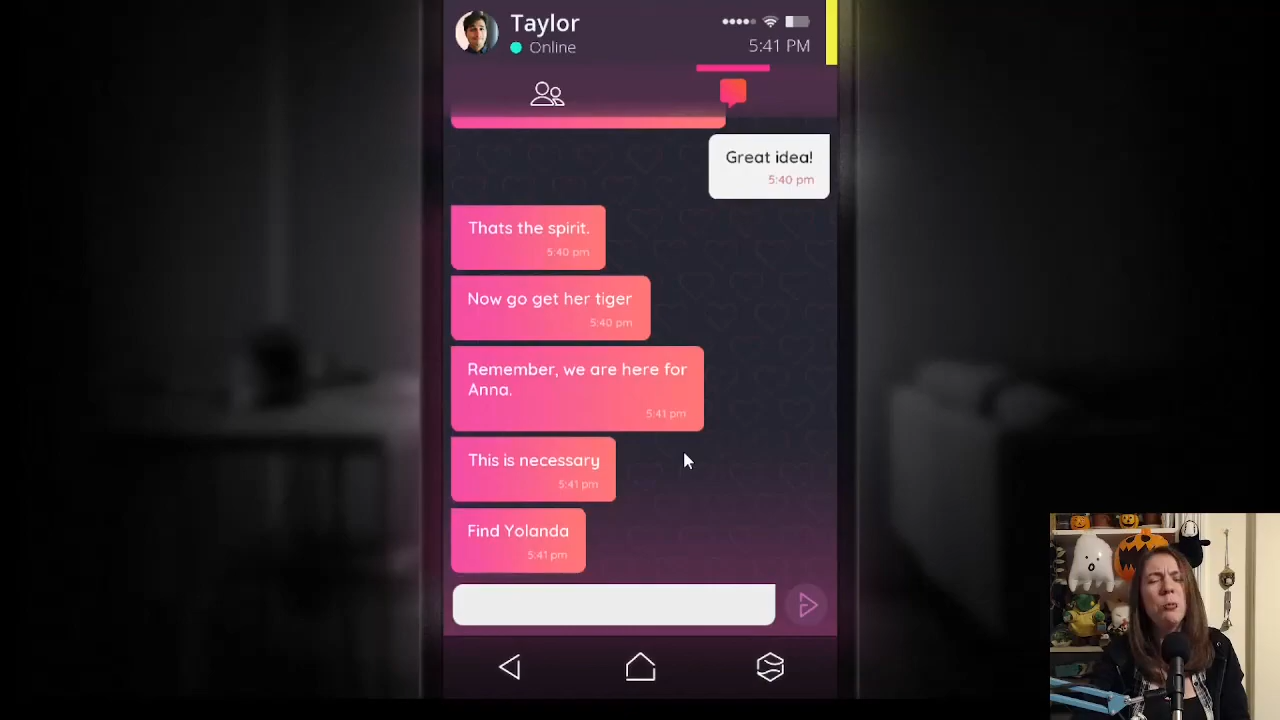 Taylor
Online
5:41 PM
Great idea!
5:40 pm
Thats the spirit.
5:40 pm
Now go get her tiger
5:40 pm
Remember, we are here for
Anna.
5:41 pm
This is necessary
5:41 pm
Find Yolanda
5:41 pm